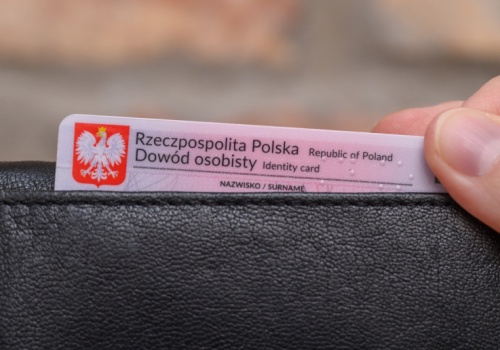 Rzeczpospolita Polska Republic of Poland
Dowód osobisty Identity card
NAZWISKO / SURNAME